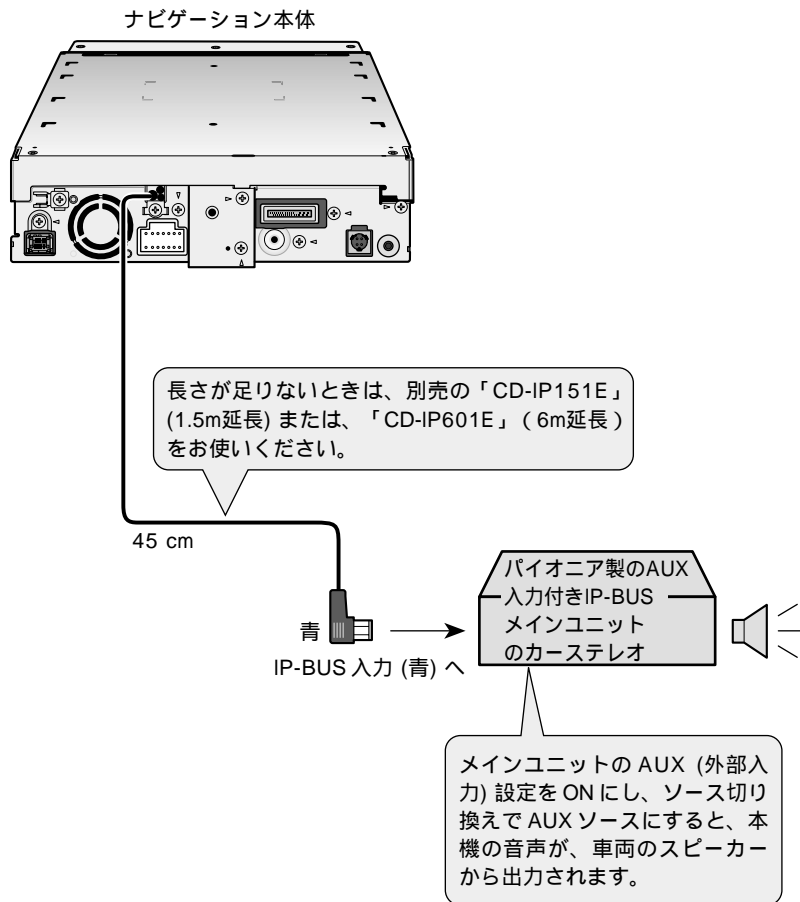 ナビゲーション本体
長さが足りないときは、別売の「CD-IP151E」
(1.5m延長) または、「CD-IP601E」（6m延長）
をお使いください。
45 cm
青
IP-BUS 入力 (青) へ
パイオニア製のAUX
入力付きIP-BUS
メインユニット
のカーステレオ
メインユニットの AUX (外部入
力) 設定を ON にし、ソース切り
換えで AUX ソースにすると、本
機の音声が、車両のスピーカー
から出力されます。